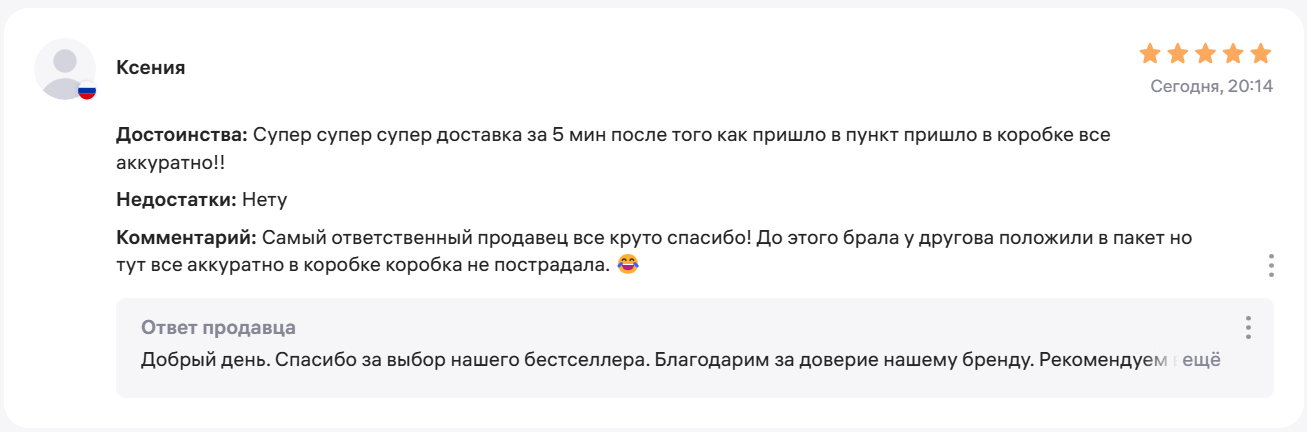 Ксения
Сегодня, 20:14
Достоинства: Супер супер супер доставка за 5 мин после того как пришло в пункт пришло в коробке все
аккуратно!!
Недостатки: Нету
Комментарий: Самый ответственный продавец все круто спасибо! До этого брала у другова положили в пакет но
тут все аккуратно в коробке коробка не пострадала. 😂
Ответ продавца
Добрый день. Спасибо за выбор нашего бестселлера. Благодарим за доверие нашему бренду. Рекомендуем ещё